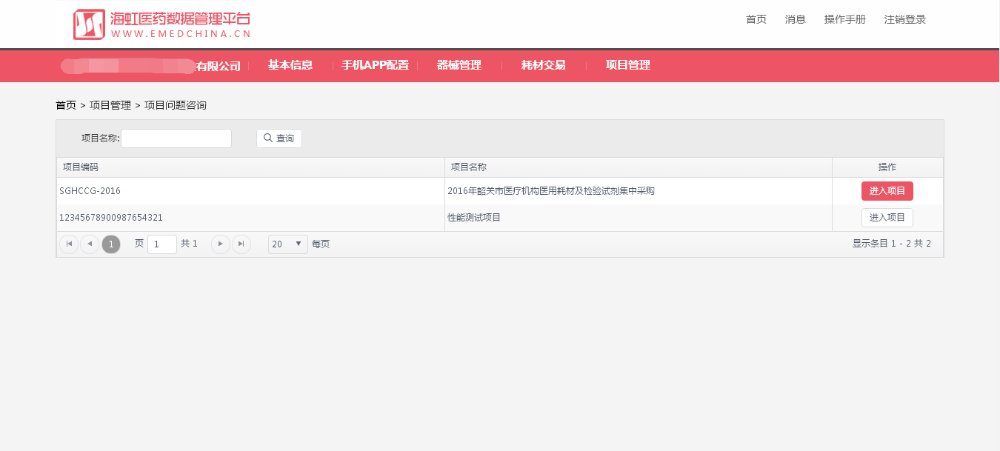 海虹医药数据管理平台
WWW.EMEDCHINA.CN
首页 消息 操作手册 注销登录
有限公司 基本信息 手机APP配置 器械管理 耗材交易 项目管理
首页 > 项目管理 > 项目问题咨询
项目名称: 查询
项目编码 项目名称 操作
SGHCCG-2016 2016年韶关市医疗机构医用耗材及检验试剂集中采购 进入项目
12345678900987654321 性能测试项目 进入项目
1 页 1 共 1 20 每页 显示条目 1 - 2 共 2